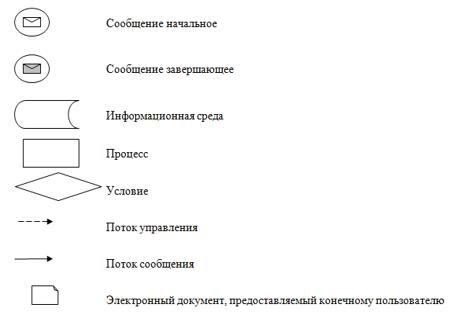 Сообщение начальное
Сообщение завершающее
Информационная среда
Процесс
Условие
Поток управления
Поток сообщения
Электронный документ, предоставляемый конечному пользователю